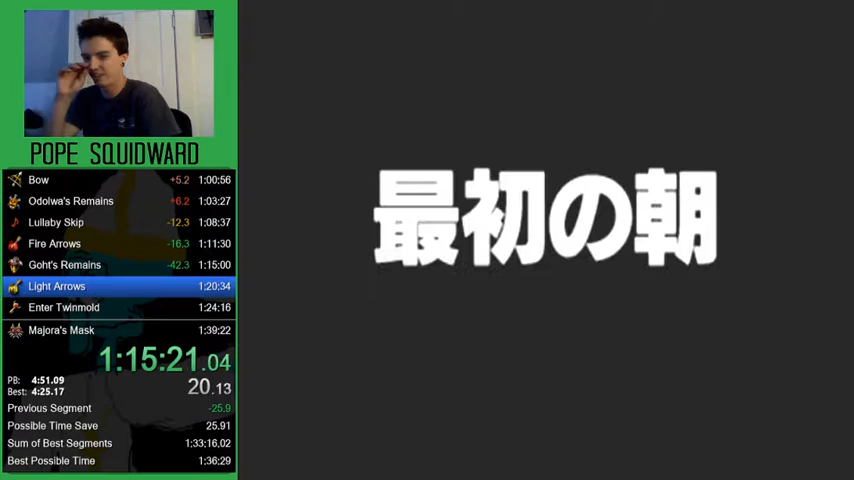 POPE SQUIDWARD
Bow +5.2 1:00:56
Odolwa's Remains +6.2 1:03:27
Lullaby Skip -12.3 1:08:37
Fire Arrows -16.3 1:11:30
Goht's Remains -42.3 1:15:00
Light Arrows 1:20:34
Enter Twinmold 1:24:16
Majora's Mask 1:39:22
1:15:21.04
PB: 4:51.09
Best: 4:25.17
20.13
Previous Segment -25.9
Possible Time Save 25.91
Sum of Best Segments 1:33:16.02
Best Possible Time 1:36:29
最初の朝